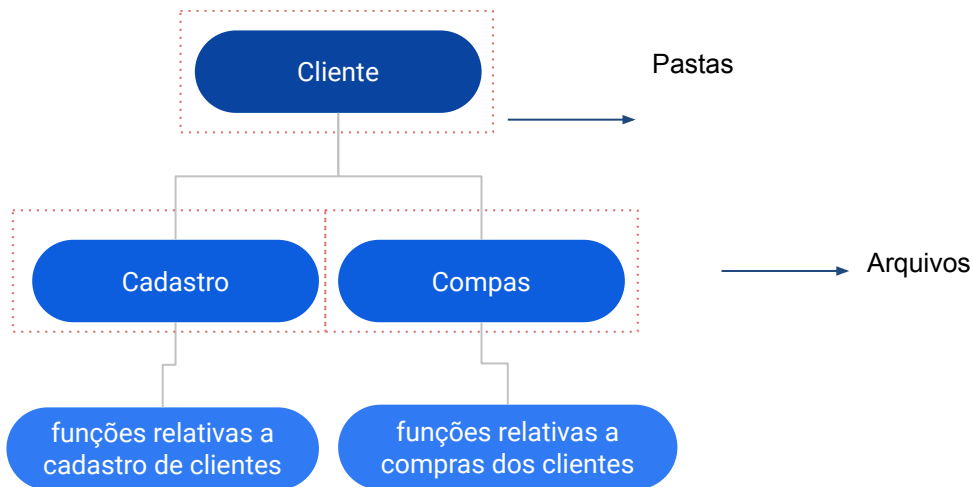 Cliente
Pastas
Cadastro
Compas
Arquivos
funções relativas a
cadastro de clientes
funções relativas a
compras dos clientes